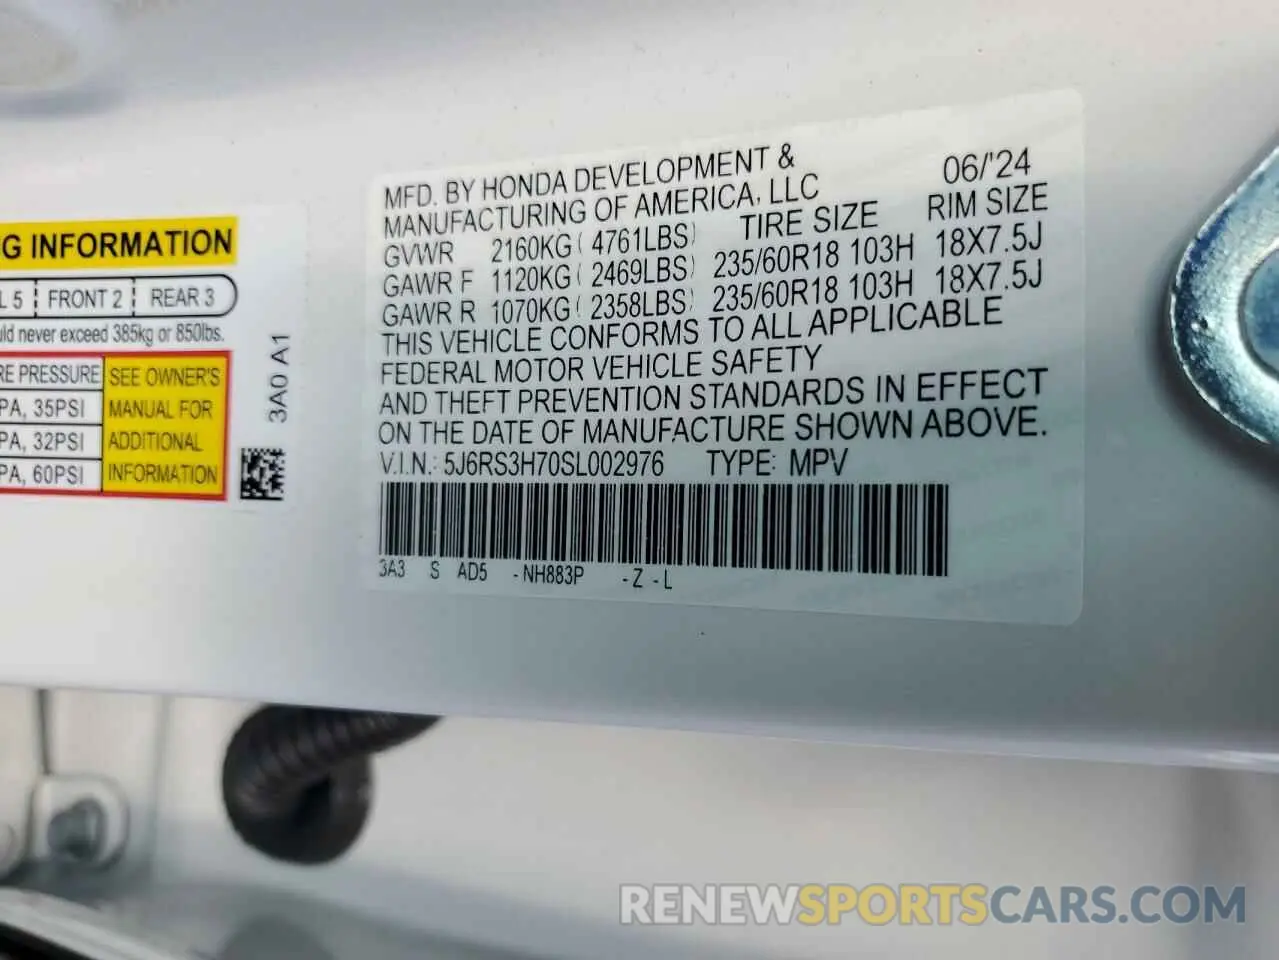 G INFORMATION
L 5 FRONT 2 REAR 3
uld never exceed 385kg or 850lbs.
RE PRESSURE
PA, 35PSI
PA, 32PSI
PA, 60PSI
SEE OWNER'S
MANUAL FOR
ADDITIONAL
INFORMATION
3A0 A1
MFD. BY HONDA DEVELOPMENT & 06/'24
MANUFACTURING OF AMERICA, LLC
GVWR 2160KG ( 4761LBS) TIRE SIZE RIM SIZE
GAWR F 1120KG ( 2469LBS) 235/60R18 103H 18X7.5J
GAWR R 1070KG ( 2358LBS) 235/60R18 103H 18X7.5J
THIS VEHICLE CONFORMS TO ALL APPLICABLE
FEDERAL MOTOR VEHICLE SAFETY
AND THEFT PREVENTION STANDARDS IN EFFECT
ON THE DATE OF MANUFACTURE SHOWN ABOVE.
V.I.N.: 5J6RS3H70SL002976 TYPE: MPV
3A3 S AD5 -NH883P -Z -L
RENEWSPORTSCARS.COM